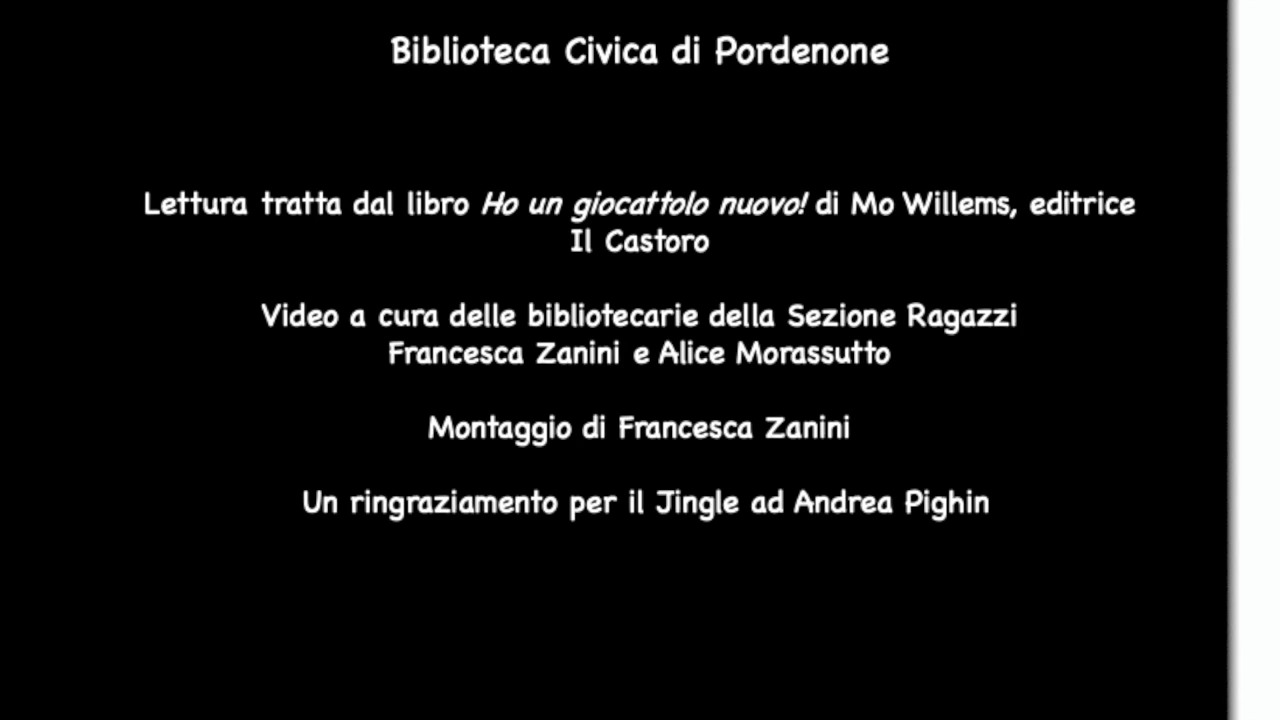 Biblioteca Civica di Pordenone
Lettura tratta dal libro Ho un giocattolo nuovo! di Mo Willems, editrice
Il Castoro
Video a cura delle bibliotecarie della Sezione Ragazzi
Francesca Zanini e Alice Morassutto
Montaggio di Francesca Zanini
Un ringraziamento per il Jingle ad Andrea Pighin